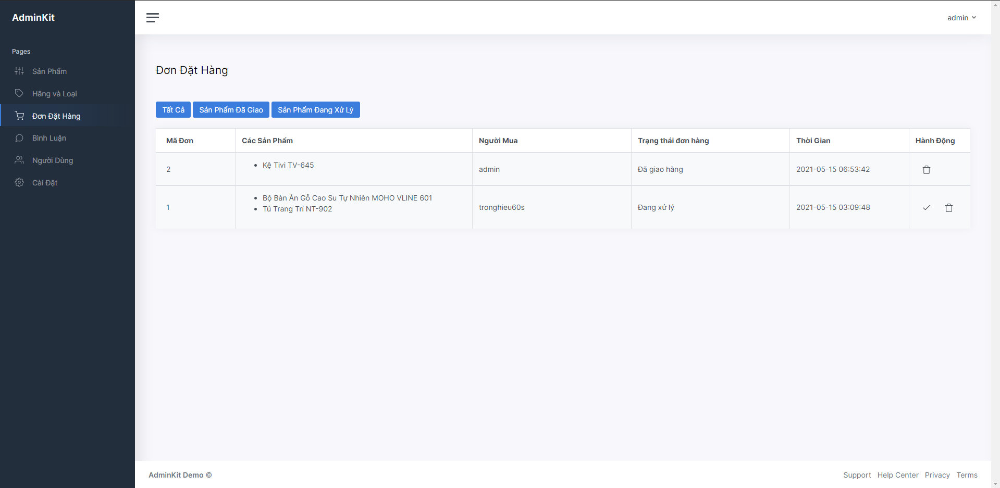 AdminKit
admin
Pages
Sản Phẩm
Hãng và Loại
Đơn Đặt Hàng
Bình Luận
Người Dùng
Cài Đặt
Đơn Đặt Hàng
Tất Cả Sản Phẩm Đã Giao Sản Phẩm Đang Xử Lý
Mã Đơn Các Sản Phẩm Người Mua Trạng thái đơn hàng Thời Gian Hành Động
2 Kệ Tivi TV-645 admin Đã giao hàng 2021-05-15 06:53:42
Bộ Bàn Ăn Gỗ Cao Su Tự Nhiên MOHO VLINE 601
1 Tủ Trang Trí NT-902 tronghieu60s Đang xử lý 2021-05-15 03:09:48
AdminKit Demo © Support Help Center Privacy Terms